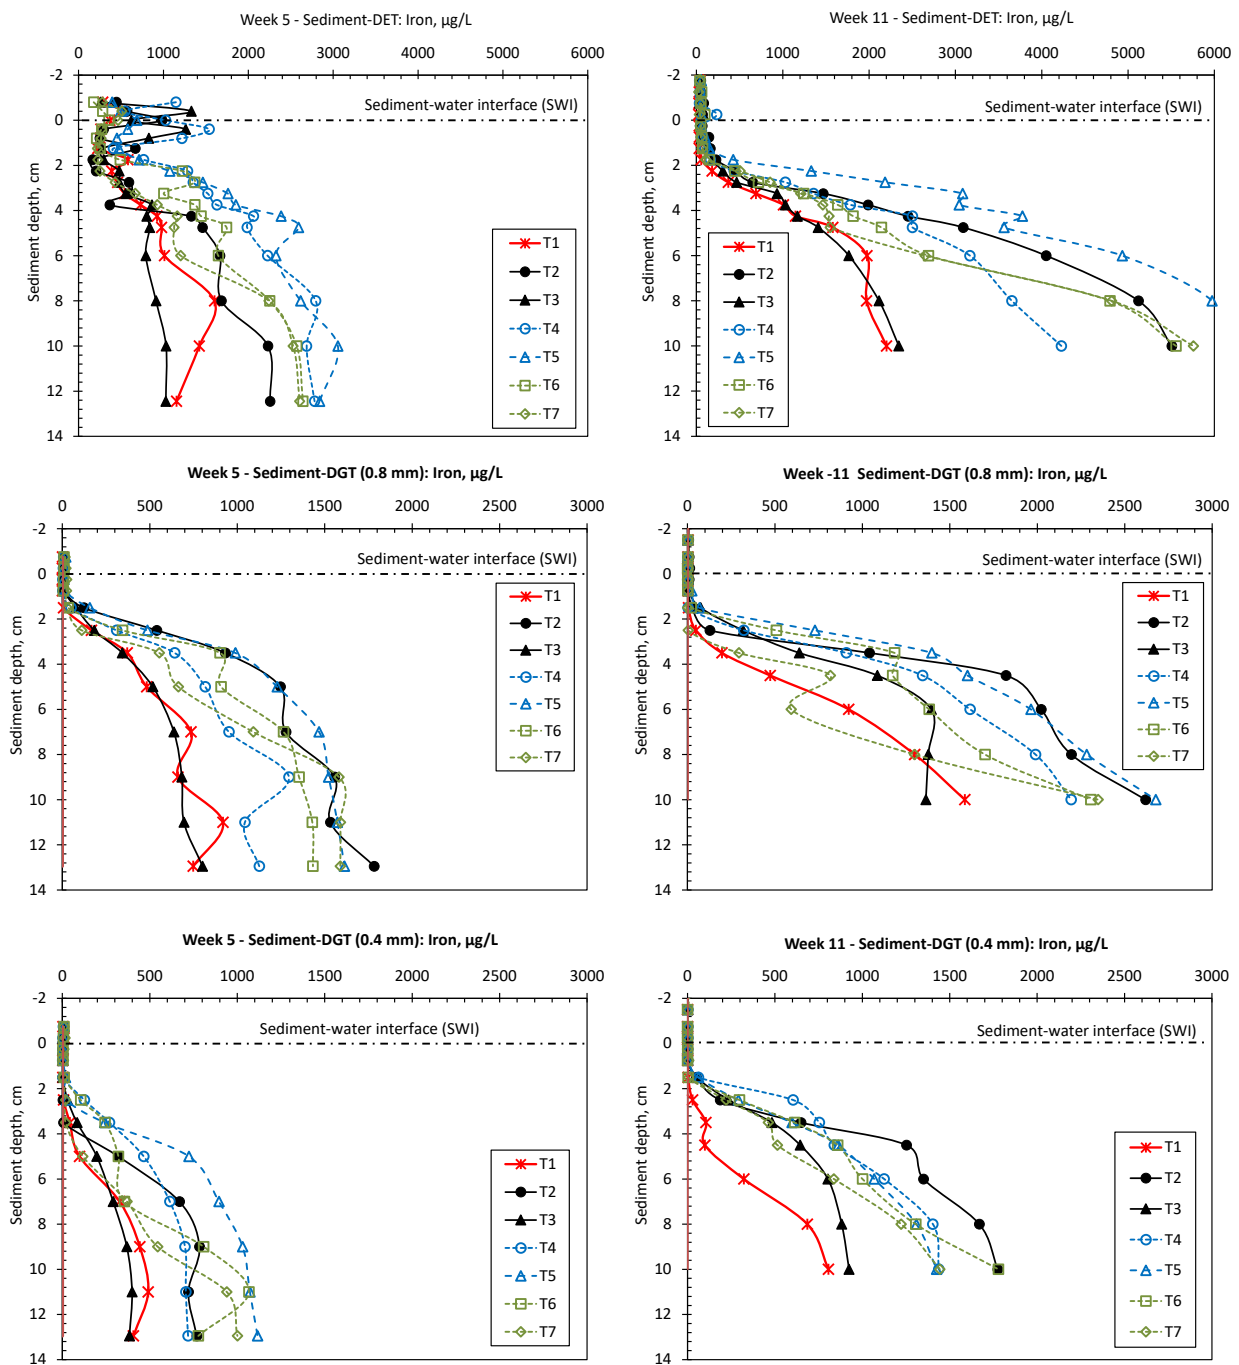 Week 5 - Sediment-DET: Iron, µg/L
0 1000 2000 3000 4000 5000 6000
-2
0
2
4
6
8
10
12
14
Sediment depth, cm
Sediment-water interface (SWI)
T1
T2
T3
T4
T5
T6
T7
Week 11 - Sediment-DET: Iron, µg/L
0 1000 2000 3000 4000 5000 6000
-2
0
2
4
6
8
10
12
14
Sediment depth, cm
Sediment-water interface (SWI)
T1
T2
T3
T4
T5
T6
T7
Week 5 - Sediment-DGT (0.8 mm): Iron, µg/L
0 500 1000 1500 2000 2500 3000
-2
0
2
4
6
8
10
12
14
Sediment depth, cm
Sediment-water interface (SWI)
T1
T2
T3
T4
T5
T6
T7
Week -11 Sediment-DGT (0.8 mm): Iron, µg/L
0 500 1000 1500 2000 2500 3000
-2
0
2
4
6
8
10
12
14
Sediment depth, cm
Sediment-water interface (SWI)
T1
T2
T3
T4
T5
T6
T7
Week 5 - Sediment-DGT (0.4 mm): Iron, µg/L
0 500 1000 1500 2000 2500 3000
-2
0
2
4
6
8
10
12
14
Sediment depth, cm
Sediment-water interface (SWI)
T1
T2
T3
T4
T5
T6
T7
Week 11 - Sediment-DGT (0.4 mm): Iron, µg/L
0 500 1000 1500 2000 2500 3000
-2
0
2
4
6
8
10
12
14
Sediment depth, cm
Sediment-water interface (SWI)
T1
T2
T3
T4
T5
T6
T7